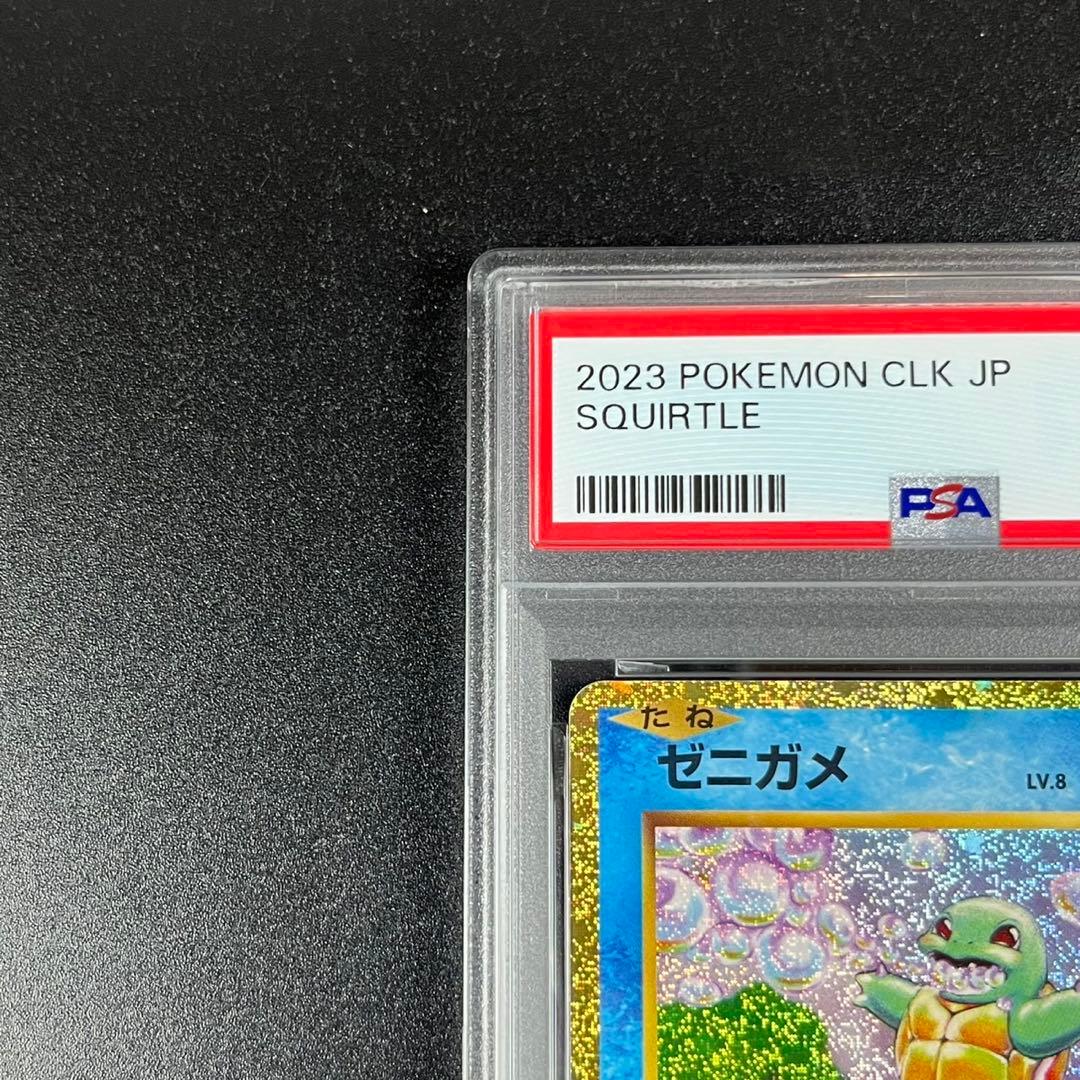 2023 POKEMON CLK JP
SQUIRTLE
PSA
たね
ゼニガメ
LV.8